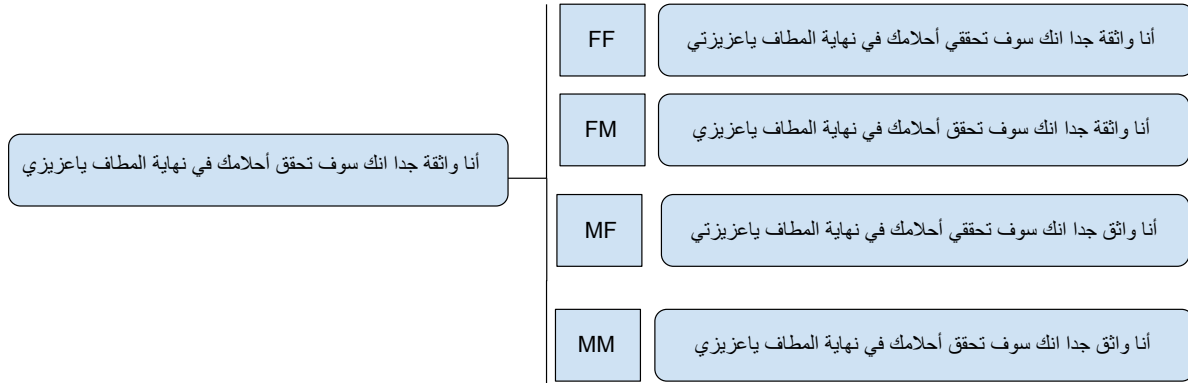 أنا واثقة جدا انك سوف تحقق أحلامك في نهاية المطاف ياعزيزي
FF
أنا واثقة جدا انك سوف تحققي أحلامك في نهاية المطاف ياعزيزتي
FM
أنا واثقة جدا انك سوف تحقق أحلامك في نهاية المطاف ياعزيزي
MF
أنا واثق جدا انك سوف تحققي أحلامك في نهاية المطاف ياعزيزتي
MM
أنا واثق جدا انك سوف تحقق أحلامك في نهاية المطاف ياعزيزي